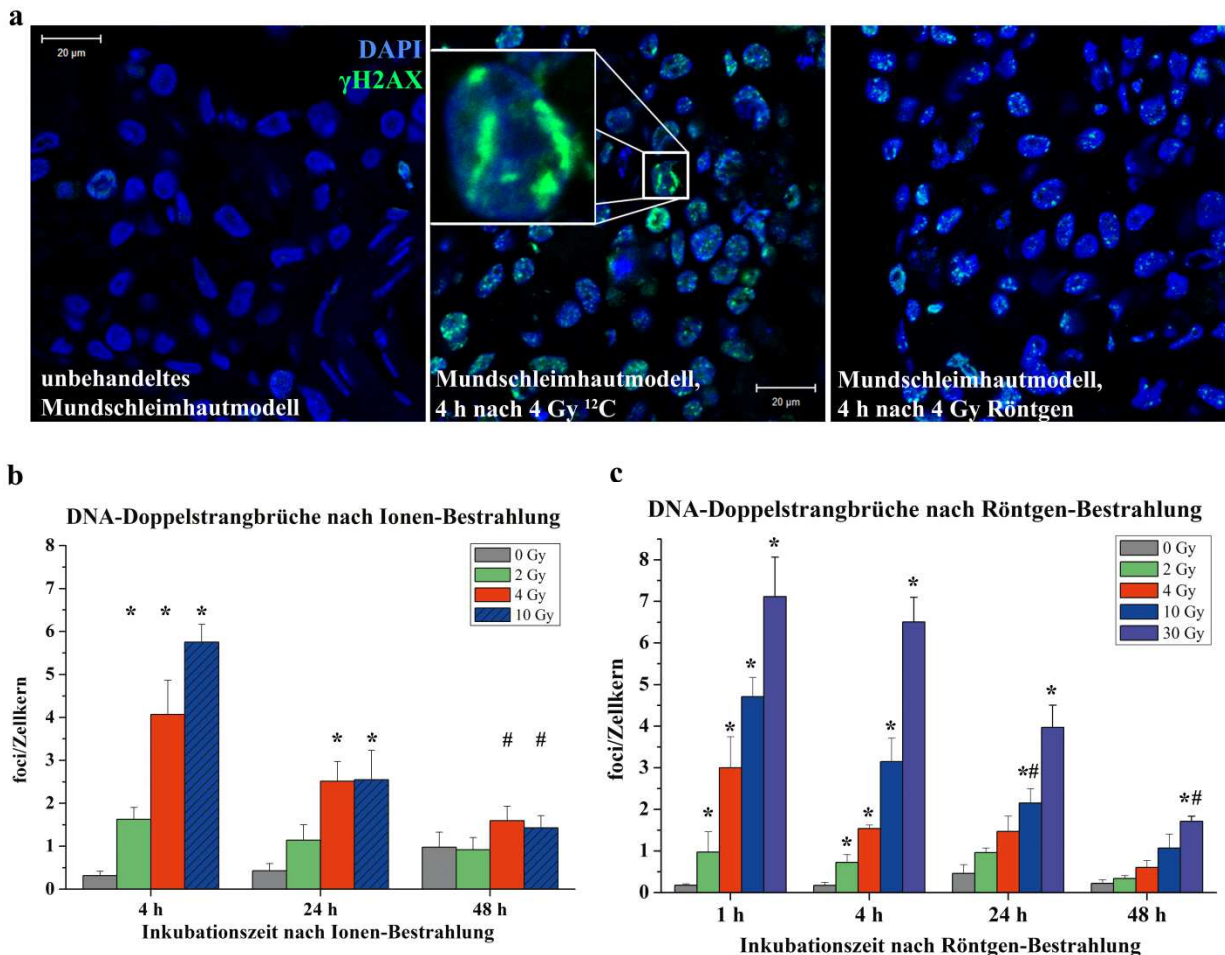 a
20 µm
DAPI
γH2AX
unbehandeltes
Mundschleimhautmodell
Mundschleimhautmodell,
4 h nach 4 Gy ¹²C
20 µm
Mundschleimhautmodell,
4 h nach 4 Gy Röntgen
b
DNA-Doppelstrangbrüche nach Ionen-Bestrahlung
8
7
6
5
4
3
2
1
0
foci/Zellkern
0 Gy
2 Gy
4 Gy
10 Gy
* * *
* *
# #
4 h 24 h 48 h
Inkubationszeit nach Ionen-Bestrahlung
c
DNA-Doppelstrangbrüche nach Röntgen-Bestrahlung
8
7
6
5
4
3
2
1
0
foci/Zellkern
0 Gy
2 Gy
4 Gy
10 Gy
30 Gy
* * * *
* * * *
*# *
*#
1 h 4 h 24 h 48 h
Inkubationszeit nach Röntgen-Bestrahlung